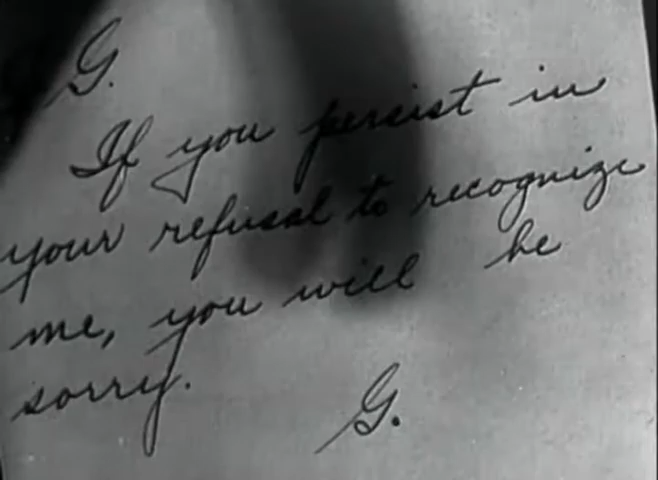 G.
If you persist in
your refusal to recognize
me, you will be
sorry.
G.